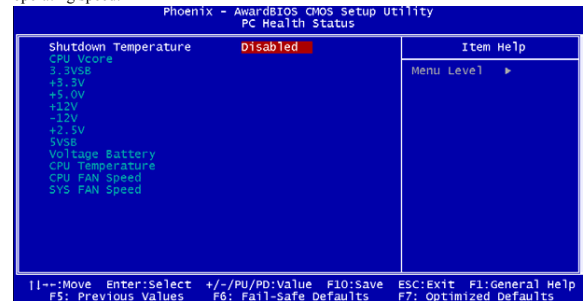 Phoenix - AwardBIOS CMOS Setup Utility
PC Health Status
Shutdown Temperature Disabled
Item Help
CPU Vcore
3.3VSB
Menu Level ►
+3.3V
+5.0V
+12V
-12V
+2.5V
5VSB
Voltage Battery
CPU Temperature
CPU FAN Speed
SYS FAN Speed
:Move Enter:Select +/-/PU/PD:Value F10:Save ESC:Exit F1:General Help
F5: Previous Values F6: Fail-Safe Defaults F7: Optimized Defaults